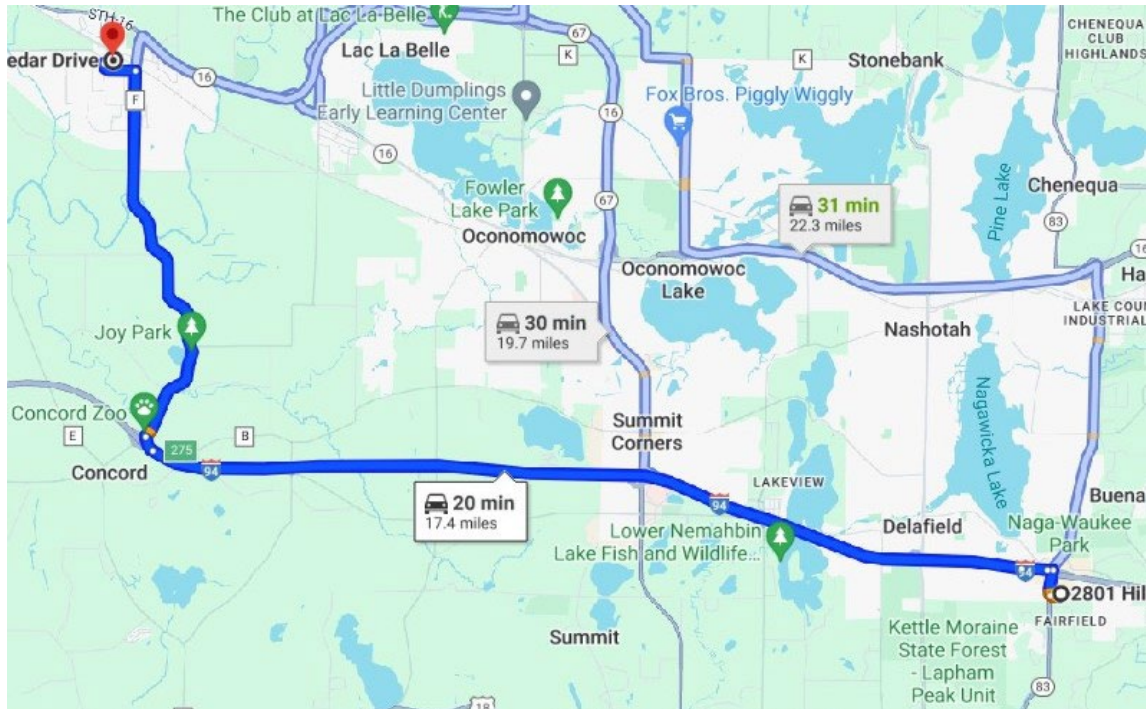 The Club at Lac La Belle
STH-16
CHENEQUA
CLUB
HIGHLANDS
67
Lac La Belle
K
K
Stonebank
edar Drive
16
16
Little Dumplings
Early Learning Center
Fox Bros. Piggly Wiggly
F
16
Pine Lake
Chenequa
Fowler
Lake Park
67
31 min
22.3 miles
83
Oconomowoc
16
Oconomowoc
Lake
Ha
LAKE COU
INDUSTRIAL
Joy Park
30 min
19.7 miles
Nashotah
Nagawicka Lake
Concord Zoo
E
B
275
Summit
Corners
Concord
94
20 min
17.4 miles
LAKEVIEW
94
Buena
Lower Nemahbin
Lake Fish and Wildlife...
Delafield
Naga-Waukee
Park
94
2801 Hil
FAIRFIELD
Summit
Kettle Moraine
State Forest
- Lapham
Peak Unit
83
18